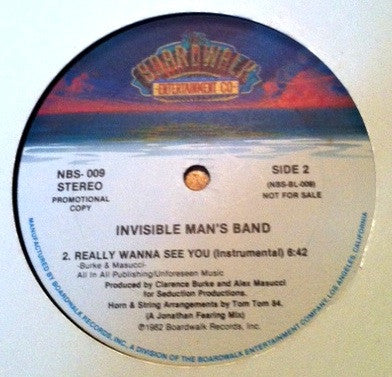 BOARDWALK
ENTERTAINMENT CO
NBS- 009
STEREO
PROMOTIONAL
COPY
SIDE 2
(NBS-BL-009)
NOT FOR SALE
INVISIBLE MAN'S BAND
2. REALLY WANNA SEE YOU (Instrumental) 6:42
-Burke & Masucci-
All In All Publishing/Unforeseen Music
Produced by Clarence Burke and Alex Masucci
for Seduction Productions.
Horn & String Arrangements by Tom Tom 84.
(A Jonathan Fearing Mix)
℗1982 Boardwalk Records, Inc.
MANUFACTURED BY BOARDWALK RECORDS, INC., A DIVISION OF THE BOARDWALK ENTERTAINMENT COMPANY, LOS ANGELES, CALIFORNIA